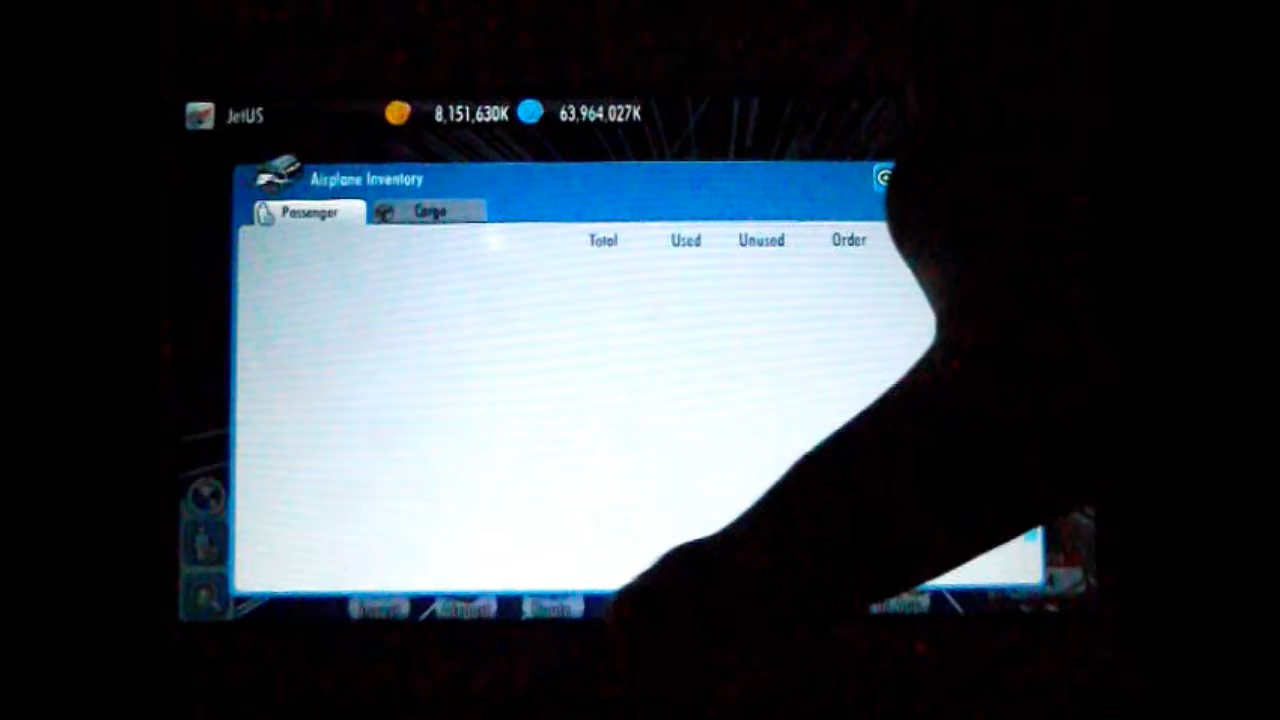 JetUS 8,151,630K 63,964,027K
Airplane Inventory
Passenger Cargo
Total Used Unused Order